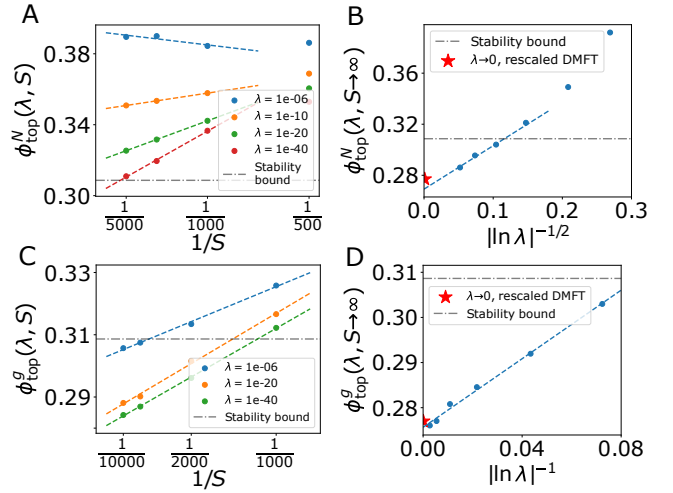 A
ϕ^N_top(λ, S)
0.38
0.34
0.30
λ = 1e-06
λ = 1e-10
λ = 1e-20
λ = 1e-40
Stability
bound
1/5000
1/1000
1/500
1/S
B
ϕ^N_top(λ, S→∞)
0.36
0.32
0.28
Stability bound
λ→0, rescaled DMFT
0.0
0.1
0.2
0.3
|ln λ|^−1/2
C
ϕ^g_top(λ, S)
0.33
0.31
0.29
λ = 1e-06
λ = 1e-20
λ = 1e-40
Stability bound
1/10000
1/2000
1/1000
1/S
D
ϕ^g_top(λ, S→∞)
0.31
0.30
0.29
0.28
λ→0, rescaled DMFT
Stability bound
0.00
0.04
0.08
|ln λ|^−1